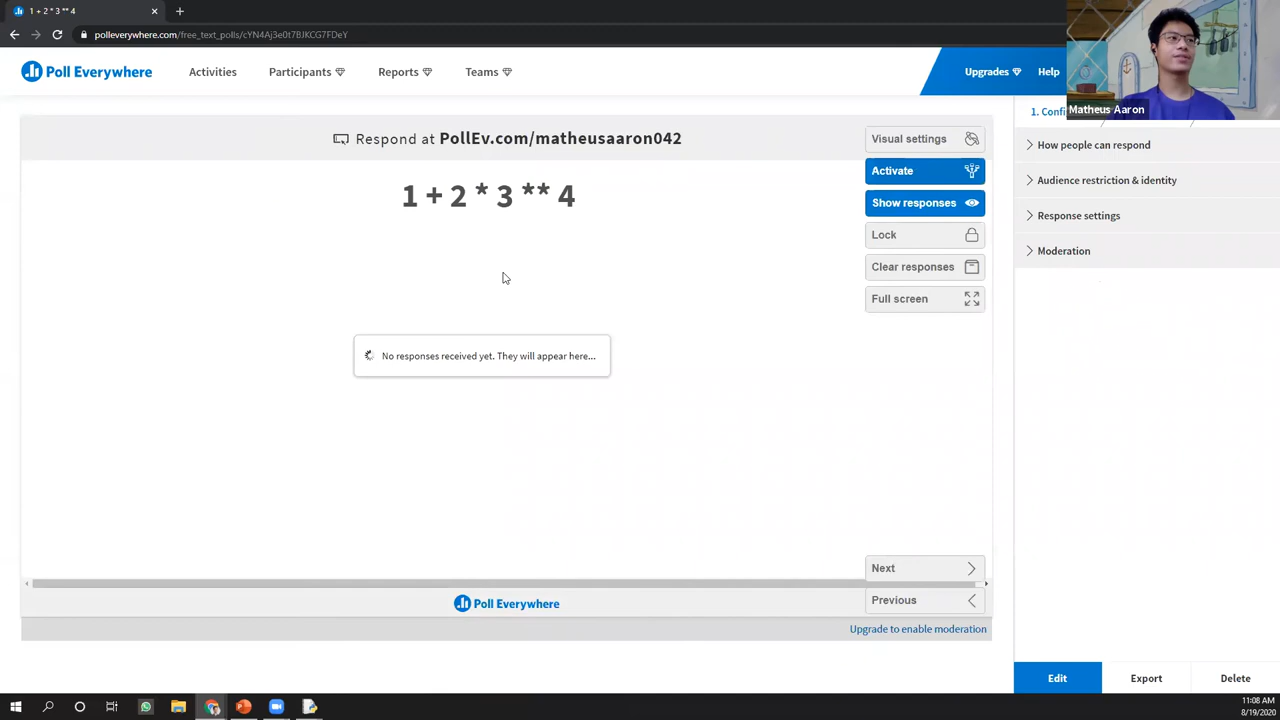 1 + 2 * 3 ** 4
polleverywhere.com/free_text_polls/cYN4Aj3e0t7BJKCG7FDeY
Poll Everywhere
Activities
Participants
Reports
Teams
Upgrades
Help
Matheus Aaron
1. Confi
Respond at PollEv.com/matheusaaron042
1 + 2 * 3 ** 4
No responses received yet. They will appear here...
Visual settings
Activate
Show responses
Lock
Clear responses
Full screen
Next
Previous
Poll Everywhere
Upgrade to enable moderation
How people can respond
Audience restriction & identity
Response settings
Moderation
Edit
Export
Delete
11:08 AM
8/19/2020